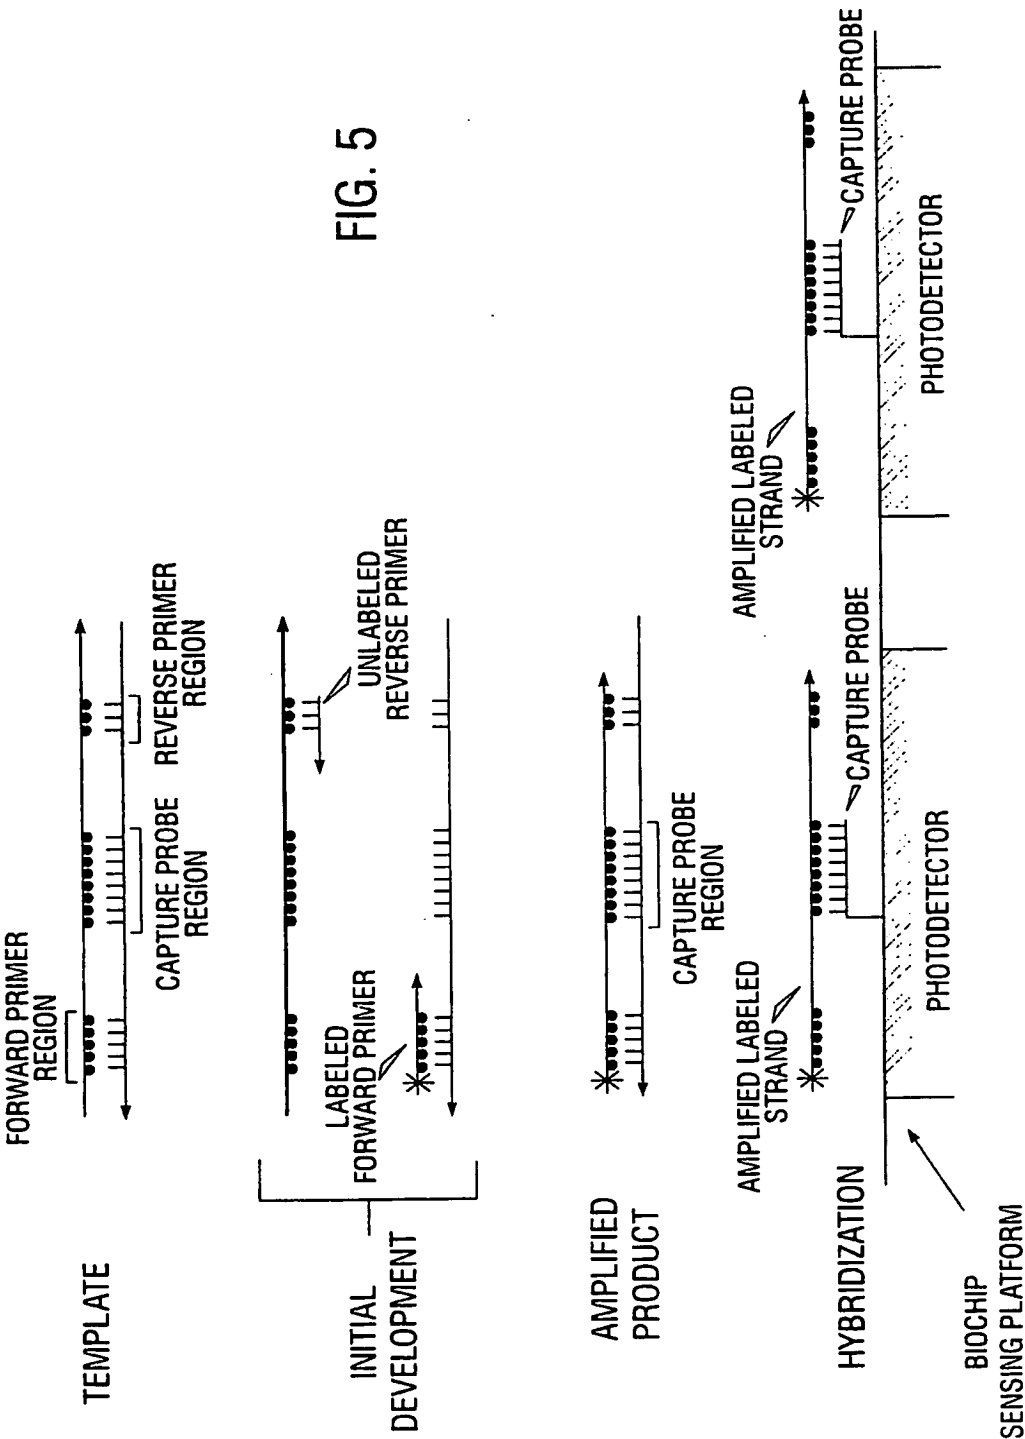 FIG. 5
TEMPLATE
FORWARD PRIMER
REGION
CAPTURE PROBE
REGION
REVERSE PRIMER
REGION
INITIAL
DEVELOPMENT
LABELED
FORWARD PRIMER
UNLABELED
REVERSE PRIMER
AMPLIFIED
PRODUCT
CAPTURE PROBE
REGION
HYBRIDIZATION
AMPLIFIED LABELED
STRAND
CAPTURE PROBE
AMPLIFIED LABELED
STRAND
CAPTURE PROBE
PHOTODETECTOR
PHOTODETECTOR
BIOCHIP
SENSING PLATFORM